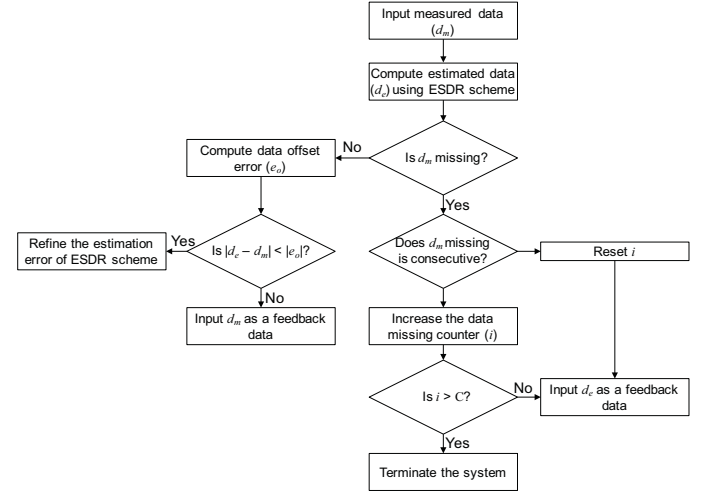 Input measured data
(dₘ)
Compute estimated data
(dₑ) using ESDR scheme
Is dₘ missing?
No
Compute data offset
error (eₒ)
Yes
Is |dₑ – dₘ| < |eₒ|?
Yes
Refine the estimation
error of ESDR scheme
No
Input dₘ as a feedback
data
Does dₘ missing
is consecutive?
Reset i
Increase the data
missing counter (i)
Is i > C?
No
Input dₑ as a feedback
data
Yes
Terminate the system